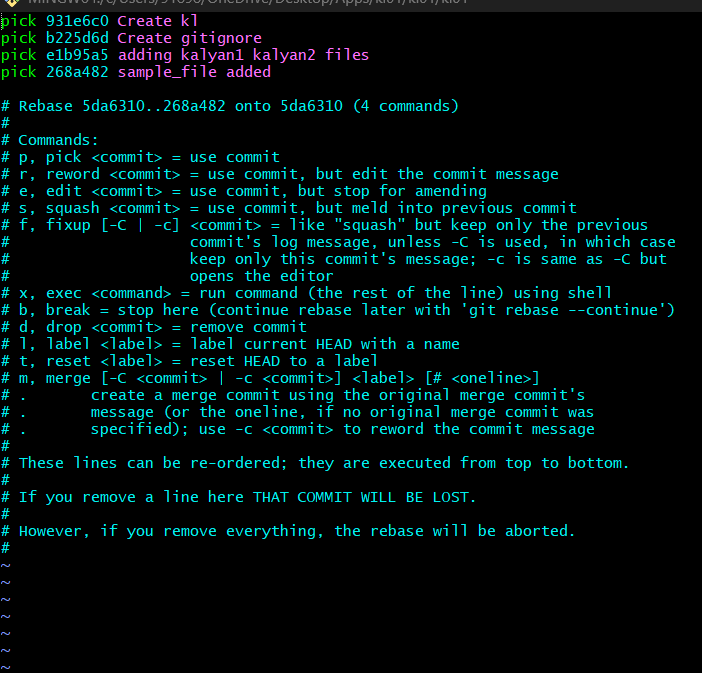 pick 931e6c0 Create kl
pick b225d6d Create gitignore
pick e1b95a5 adding kalyan1 kalyan2 files
pick 268a482 sample_file added
# Rebase 5da6310..268a482 onto 5da6310 (4 commands)
#
# Commands:
# p, pick <commit> = use commit
# r, reword <commit> = use commit, but edit the commit message
# e, edit <commit> = use commit, but stop for amending
# s, squash <commit> = use commit, but meld into previous commit
# f, fixup [-C | -c] <commit> = like "squash" but keep only the previous
#                    commit's log message, unless -C is used, in which case
#                    keep only this commit's message; -c is same as -C but
#                    opens the editor
# x, exec <command> = run command (the rest of the line) using shell
# b, break = stop here (continue rebase later with 'git rebase --continue')
# d, drop <commit> = remove commit
# l, label <label> = label current HEAD with a name
# t, reset <label> = reset HEAD to a label
# m, merge [-C <commit> | -c <commit>] <label> [# <oneline>]
# .       create a merge commit using the original merge commit's
# .       message (or the oneline, if no original merge commit was
# .       specified); use -c <commit> to reword the commit message
#
# These lines can be re-ordered; they are executed from top to bottom.
#
# If you remove a line here THAT COMMIT WILL BE LOST.
#
# However, if you remove everything, the rebase will be aborted.
#
~
~
~
~
~
~
~